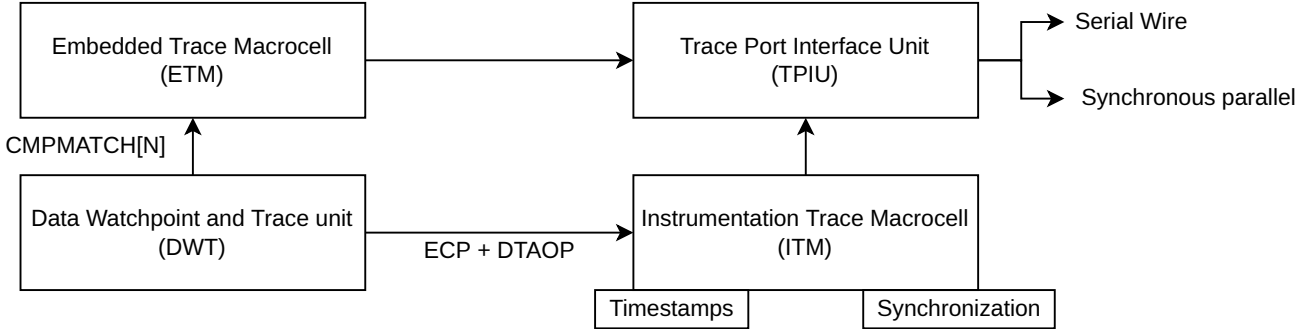 Embedded Trace Macrocell
(ETM)
Trace Port Interface Unit
(TPIU)
Serial Wire
Synchronous parallel
CMPMATCH[N]
Data Watchpoint and Trace unit
(DWT)
ECP + DTAOP
Instrumentation Trace Macrocell
(ITM)
Timestamps
Synchronization